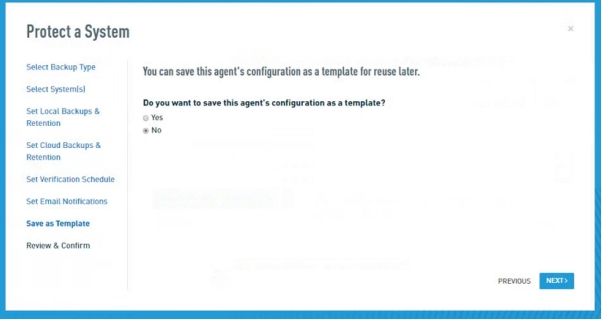 Protect a System
×
Select Backup Type
Select System(s)
Set Local Backups &
Retention
Set Cloud Backups &
Retention
Set Verification Schedule
Set Email Notifications
Save as Template
Review & Confirm
You can save this agent's configuration as a template for reuse later.
Do you want to save this agent's configuration as a template?
Yes
No
PREVIOUS
NEXT>